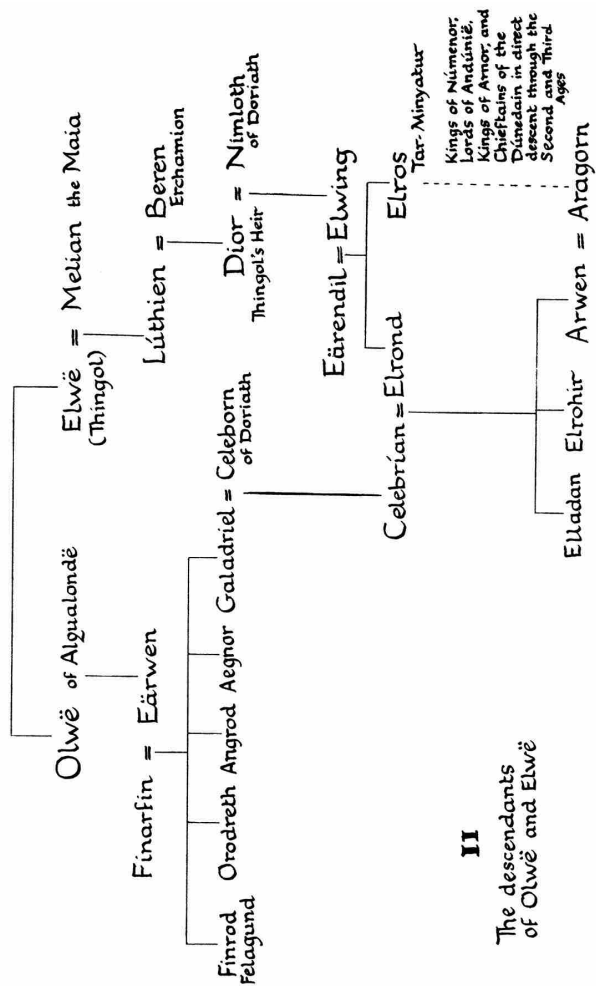 Olwë of Alqualondë
Elwë = Melian the Maia
(Thingol)
Finarfin = Eärwen
Lúthien = Beren
Erchamion
Finrod
Felagund
Orodreth Angrod Aegnor Galadriel = Celeborn
of Doriath
Dior = Nimloth
Thingol's Heir
of Doriath
Eärendil = Elwing
Celebrían = Elrond
Elros
Tar-Minyatur
Kings of Númenor,
Lords of Andúnië,
Kings of Arnor, and
Chieftains of the
Dúnedain in direct
descent through the
Second and Third
Ages
Elladan Elrohir Arwen = Aragorn
II
The descendants
of Olwë and Elwë